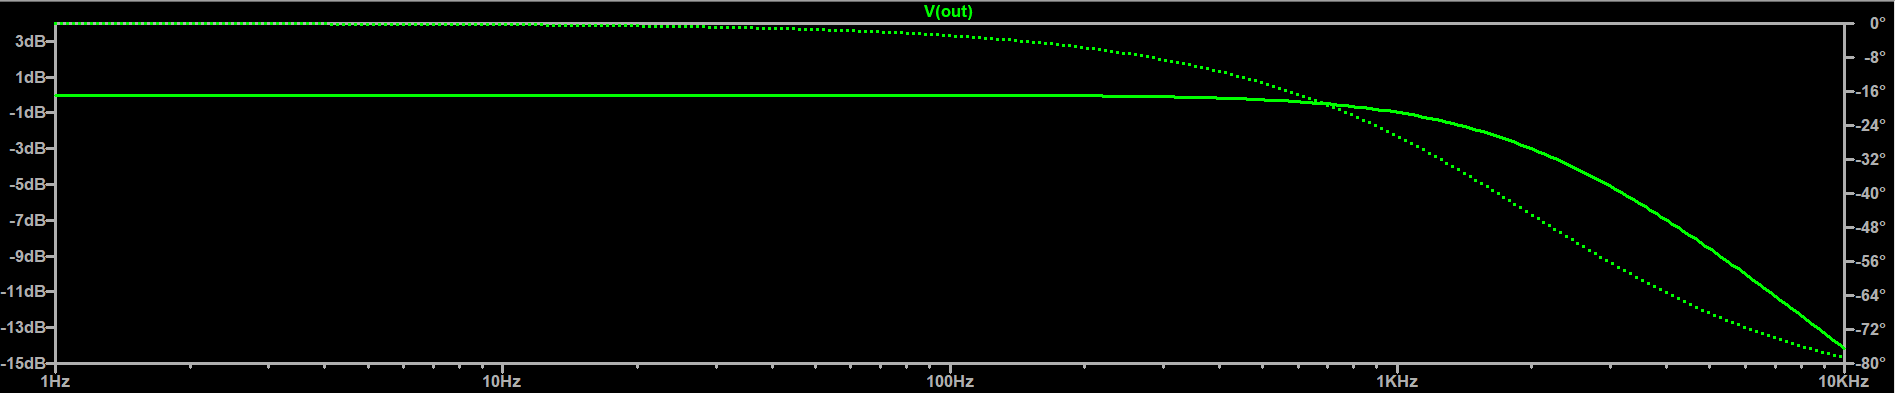 V(out)
3dB
1dB
-1dB
-3dB
-5dB
-7dB
-9dB
-11dB
-13dB
-15dB
0°
-8°
-16°
-24°
-32°
-40°
-48°
-56°
-64°
-72°
-80°
1Hz 10Hz 100Hz 1KHz 10KHz